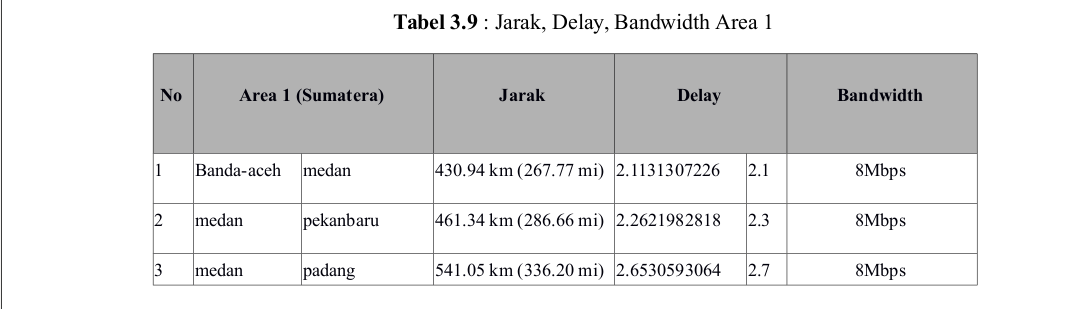 Tabel 3.9 : Jarak, Delay, Bandwidth Area 1
No Area 1 (Sumatera) Jarak Delay Bandwidth
1 Banda-aceh medan 430.94 km (267.77 mi) 2.1131307226 2.1 8Mbps
2 medan pekanbaru 461.34 km (286.66 mi) 2.2621982818 2.3 8Mbps
3 medan padang 541.05 km (336.20 mi) 2.6530593064 2.7 8Mbps